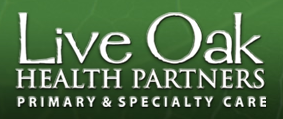 Live Oak
HEALTH PARTNERS
PRIMARY & SPECIALTY CARE